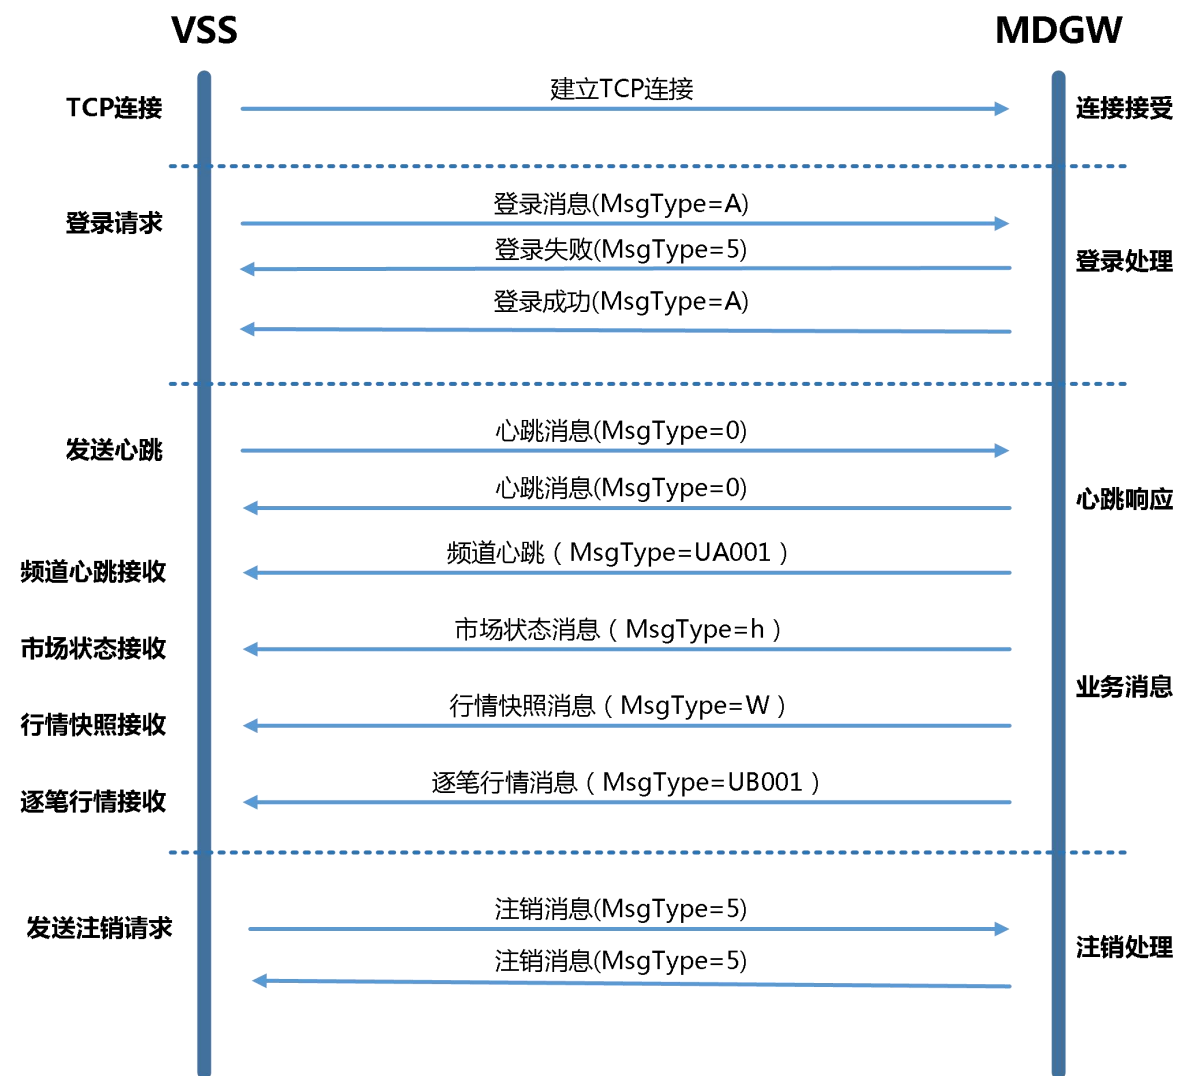 VSS
MDGW
建立TCP连接
TCP连接
连接接受
登录消息(MsgType=A)
登录请求
登录失败(MsgType=5)
登录处理
登录成功(MsgType=A)
心跳消息(MsgType=0)
发送心跳
心跳消息(MsgType=0)
心跳响应
频道心跳（MsgType=UA001）
频道心跳接收
市场状态消息（MsgType=h）
市场状态接收
业务消息
行情快照消息（MsgType=W）
行情快照接收
逐笔行情消息（MsgType=UB001）
逐笔行情接收
注销消息(MsgType=5)
发送注销请求
注销处理
注销消息(MsgType=5)